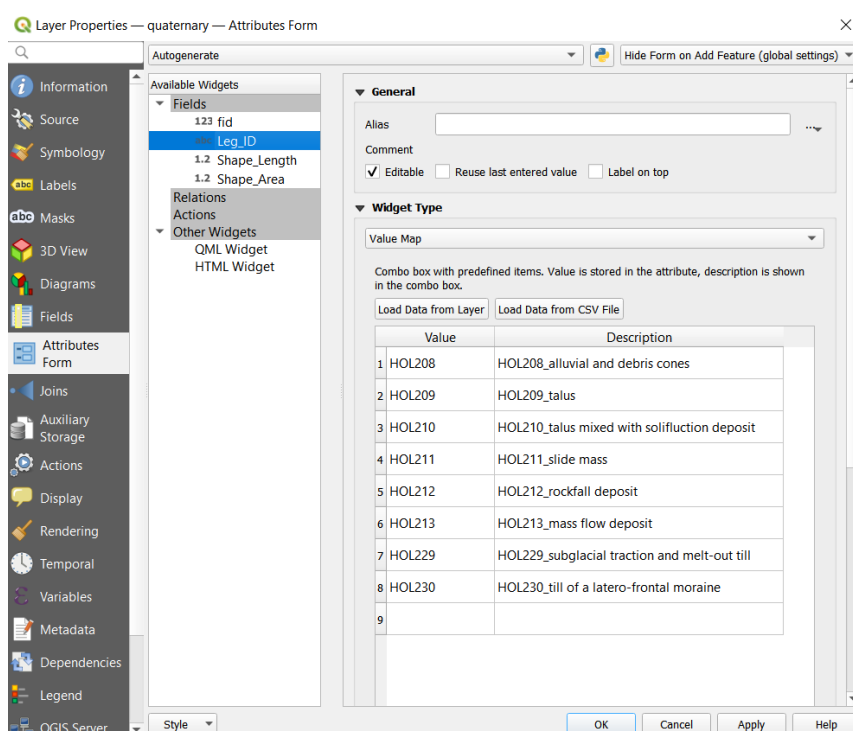 Layer Properties — quaternary — Attributes Form
Autogenerate
Hide Form on Add Feature (global settings)
Information
Source
Symbology
abc Labels
abc Masks
3D View
Diagrams
Fields
Attributes
Form
Joins
Auxiliary
Storage
Actions
Display
Rendering
Temporal
Variables
Metadata
Dependencies
Legend
QGIS Server
Available Widgets
Fields
123 fid
abc Leg_ID
1.2 Shape_Length
1.2 Shape_Area
Relations
Actions
Other Widgets
QML Widget
HTML Widget
General
Alias
...
Comment
Editable Reuse last entered value Label on top
Widget Type
Value Map
Combo box with predefined items. Value is stored in the attribute, description is shown
in the combo box.
Load Data from Layer Load Data from CSV File
Value Description
1 HOL208 HOL208_alluvial and debris cones
2 HOL209 HOL209_talus
3 HOL210 HOL210_talus mixed with solifluction deposit
4 HOL211 HOL211_slide mass
5 HOL212 HOL212_rockfall deposit
6 HOL213 HOL213_mass flow deposit
7 HOL229 HOL229_subglacial traction and melt-out till
8 HOL230 HOL230_till of a latero-frontal moraine
9
Style OK Cancel Apply Help